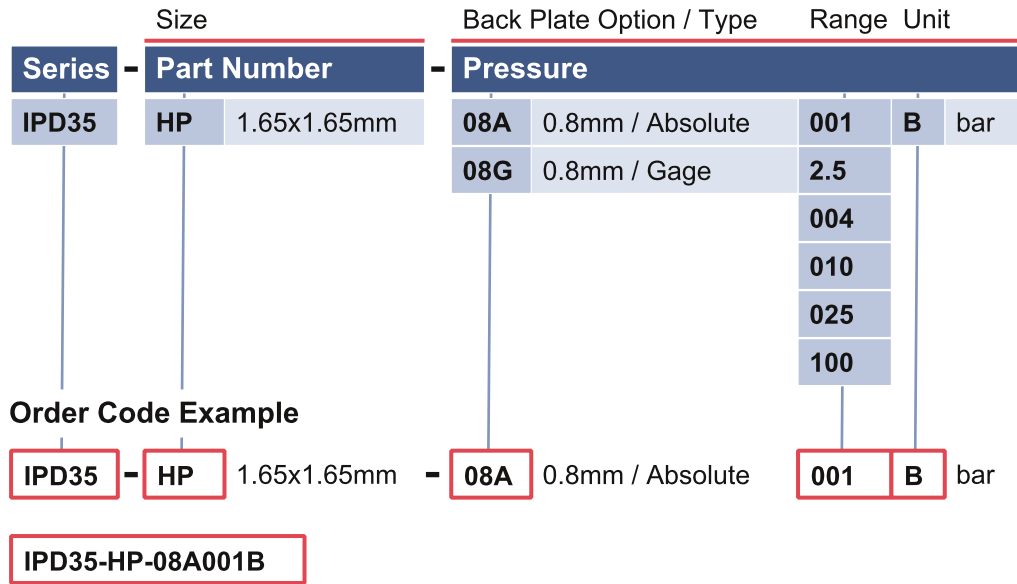 Size Back Plate Option / Type Range Unit
Series - Part Number - Pressure
IPD35 HP 1.65x1.65mm 08A 0.8mm / Absolute 001 B bar
08G 0.8mm / Gage 2.5
004
010
025
100
Order Code Example
IPD35 - HP 1.65x1.65mm - 08A 0.8mm / Absolute 001 B bar
IPD35-HP-08A001B